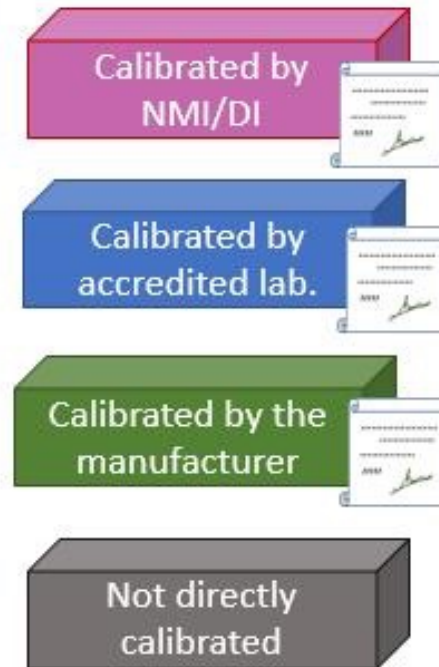 Calibrated by
NMI/DI
Calibrated by
accredited lab.
Calibrated by the
manufacturer
Not directly
calibrated